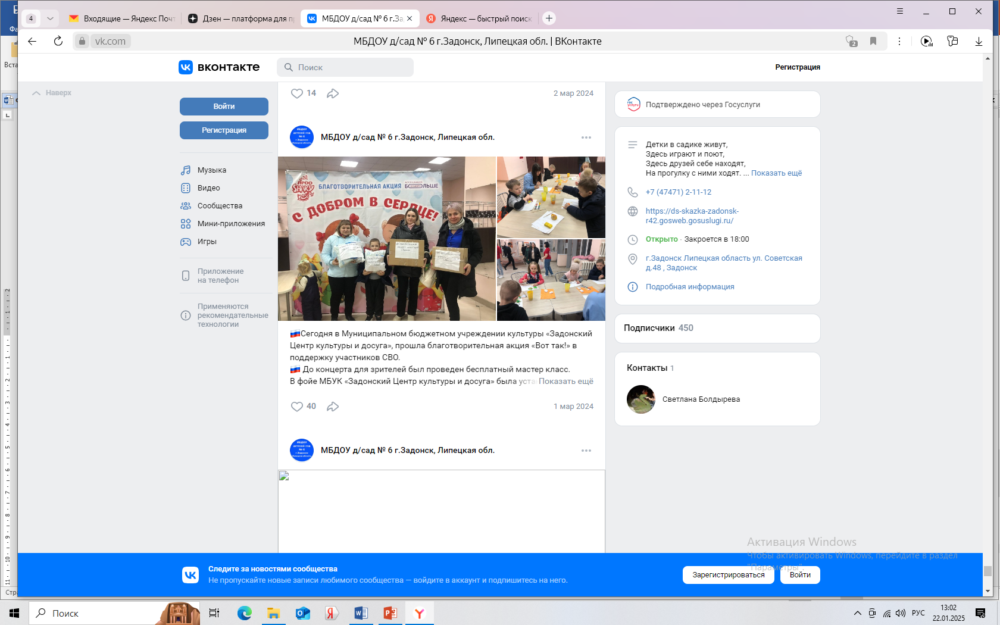 4
Входящие — Яндекс Почт
Дзен — платформа для п
МБДОУ д/сад № 6 г.За
Яндекс — быстрый поиск
vk.com
МБДОУ д/сад № 6 г.Задонск, Липецкая обл. | ВКонтакте
2
Вста
вконтакте
Поиск
Регистрация
Наверх
Войти
Регистрация
Музыка
Видео
Сообщества
Мини-приложения
Игры
Приложение
на телефон
Применяются
рекомендательные
технологии
14
2 мар 2024
МБДОУ д/сад № 6 г.Задонск, Липецкая обл.
БЛАГОТВОРИТЕЛЬНАЯ АКЦИЯ
С ДОБРОМ В СЕРДЦЕ!
🇷🇺Сегодня в Муниципальном бюджетном учреждении культуры «Задонский
Центр культуры и досуга», прошла благотворительная акция «Вот так!» в
поддержку участников СВО.
🇷🇺 До концерта для зрителей был проведен бесплатный мастер класс.
В фойе МБУК «Задонский Центр культуры и досуга» была уста Показать ещё
40
1 мар 2024
МБДОУ д/сад № 6 г.Задонск, Липецкая обл.
госуслуги
Подтверждено через Госуслуги
Детки в садике живут,
Здесь играют и поют,
Здесь друзей себе находят,
На прогулку с ними ходят. ... Показать ещё
+7 (47471) 2-11-12
https://ds-skazka-zadonsk-
r42.gosweb.gosuslugi.ru/
Открыто · Закроется в 18:00
г.Задонск Липецкая область ул. Советская
д.48 , Задонск
Подробная информация
Подписчики 450
Контакты 1
Светлана Болдырева
Активация Windows
Чтобы активировать Windows, перейдите в раздел
"Параметры".
Следите за новостями сообщества
Не пропускайте новые записи любимого сообщества — войдите в аккаунт и подпишитесь на него.
Зарегистрироваться
Войти
Стр
Поиск
РУС
13:02
22.01.2025